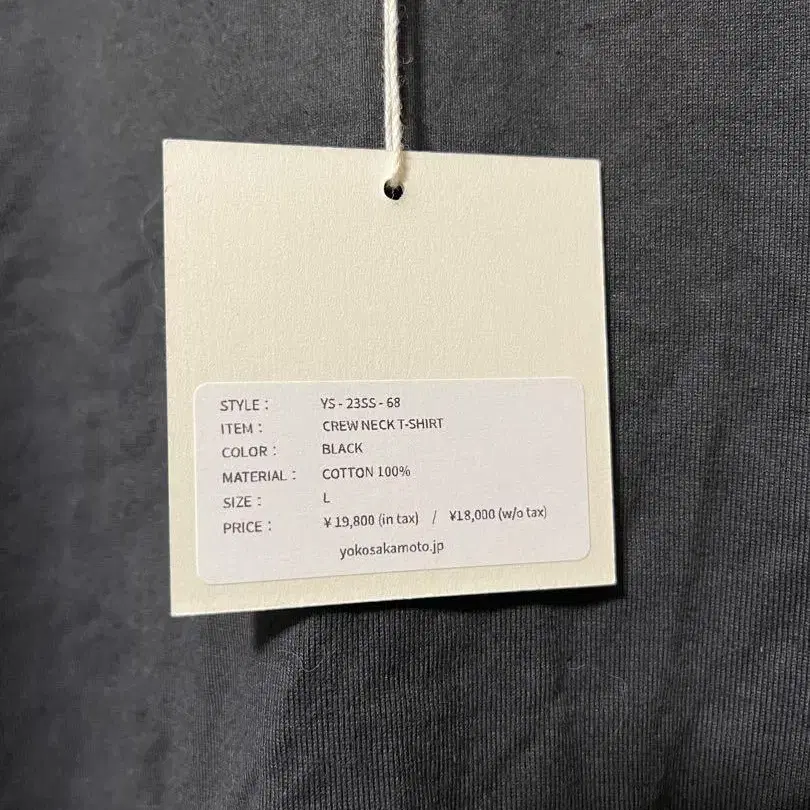 STYLE： YS - 23SS - 68
ITEM： CREW NECK T-SHIRT
COLOR： BLACK
MATERIAL： COTTON 100%
SIZE： L
PRICE： ¥ 19,800 (in tax) / ¥18,000 (w/o tax)
yokosakamoto.jp